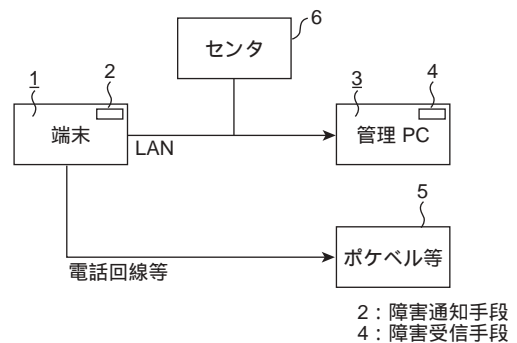 6
センタ
1
2
3
4
端末
管理 PC
LAN
5
ポケベル等
電話回線等
2：障害通知手段
4：障害受信手段